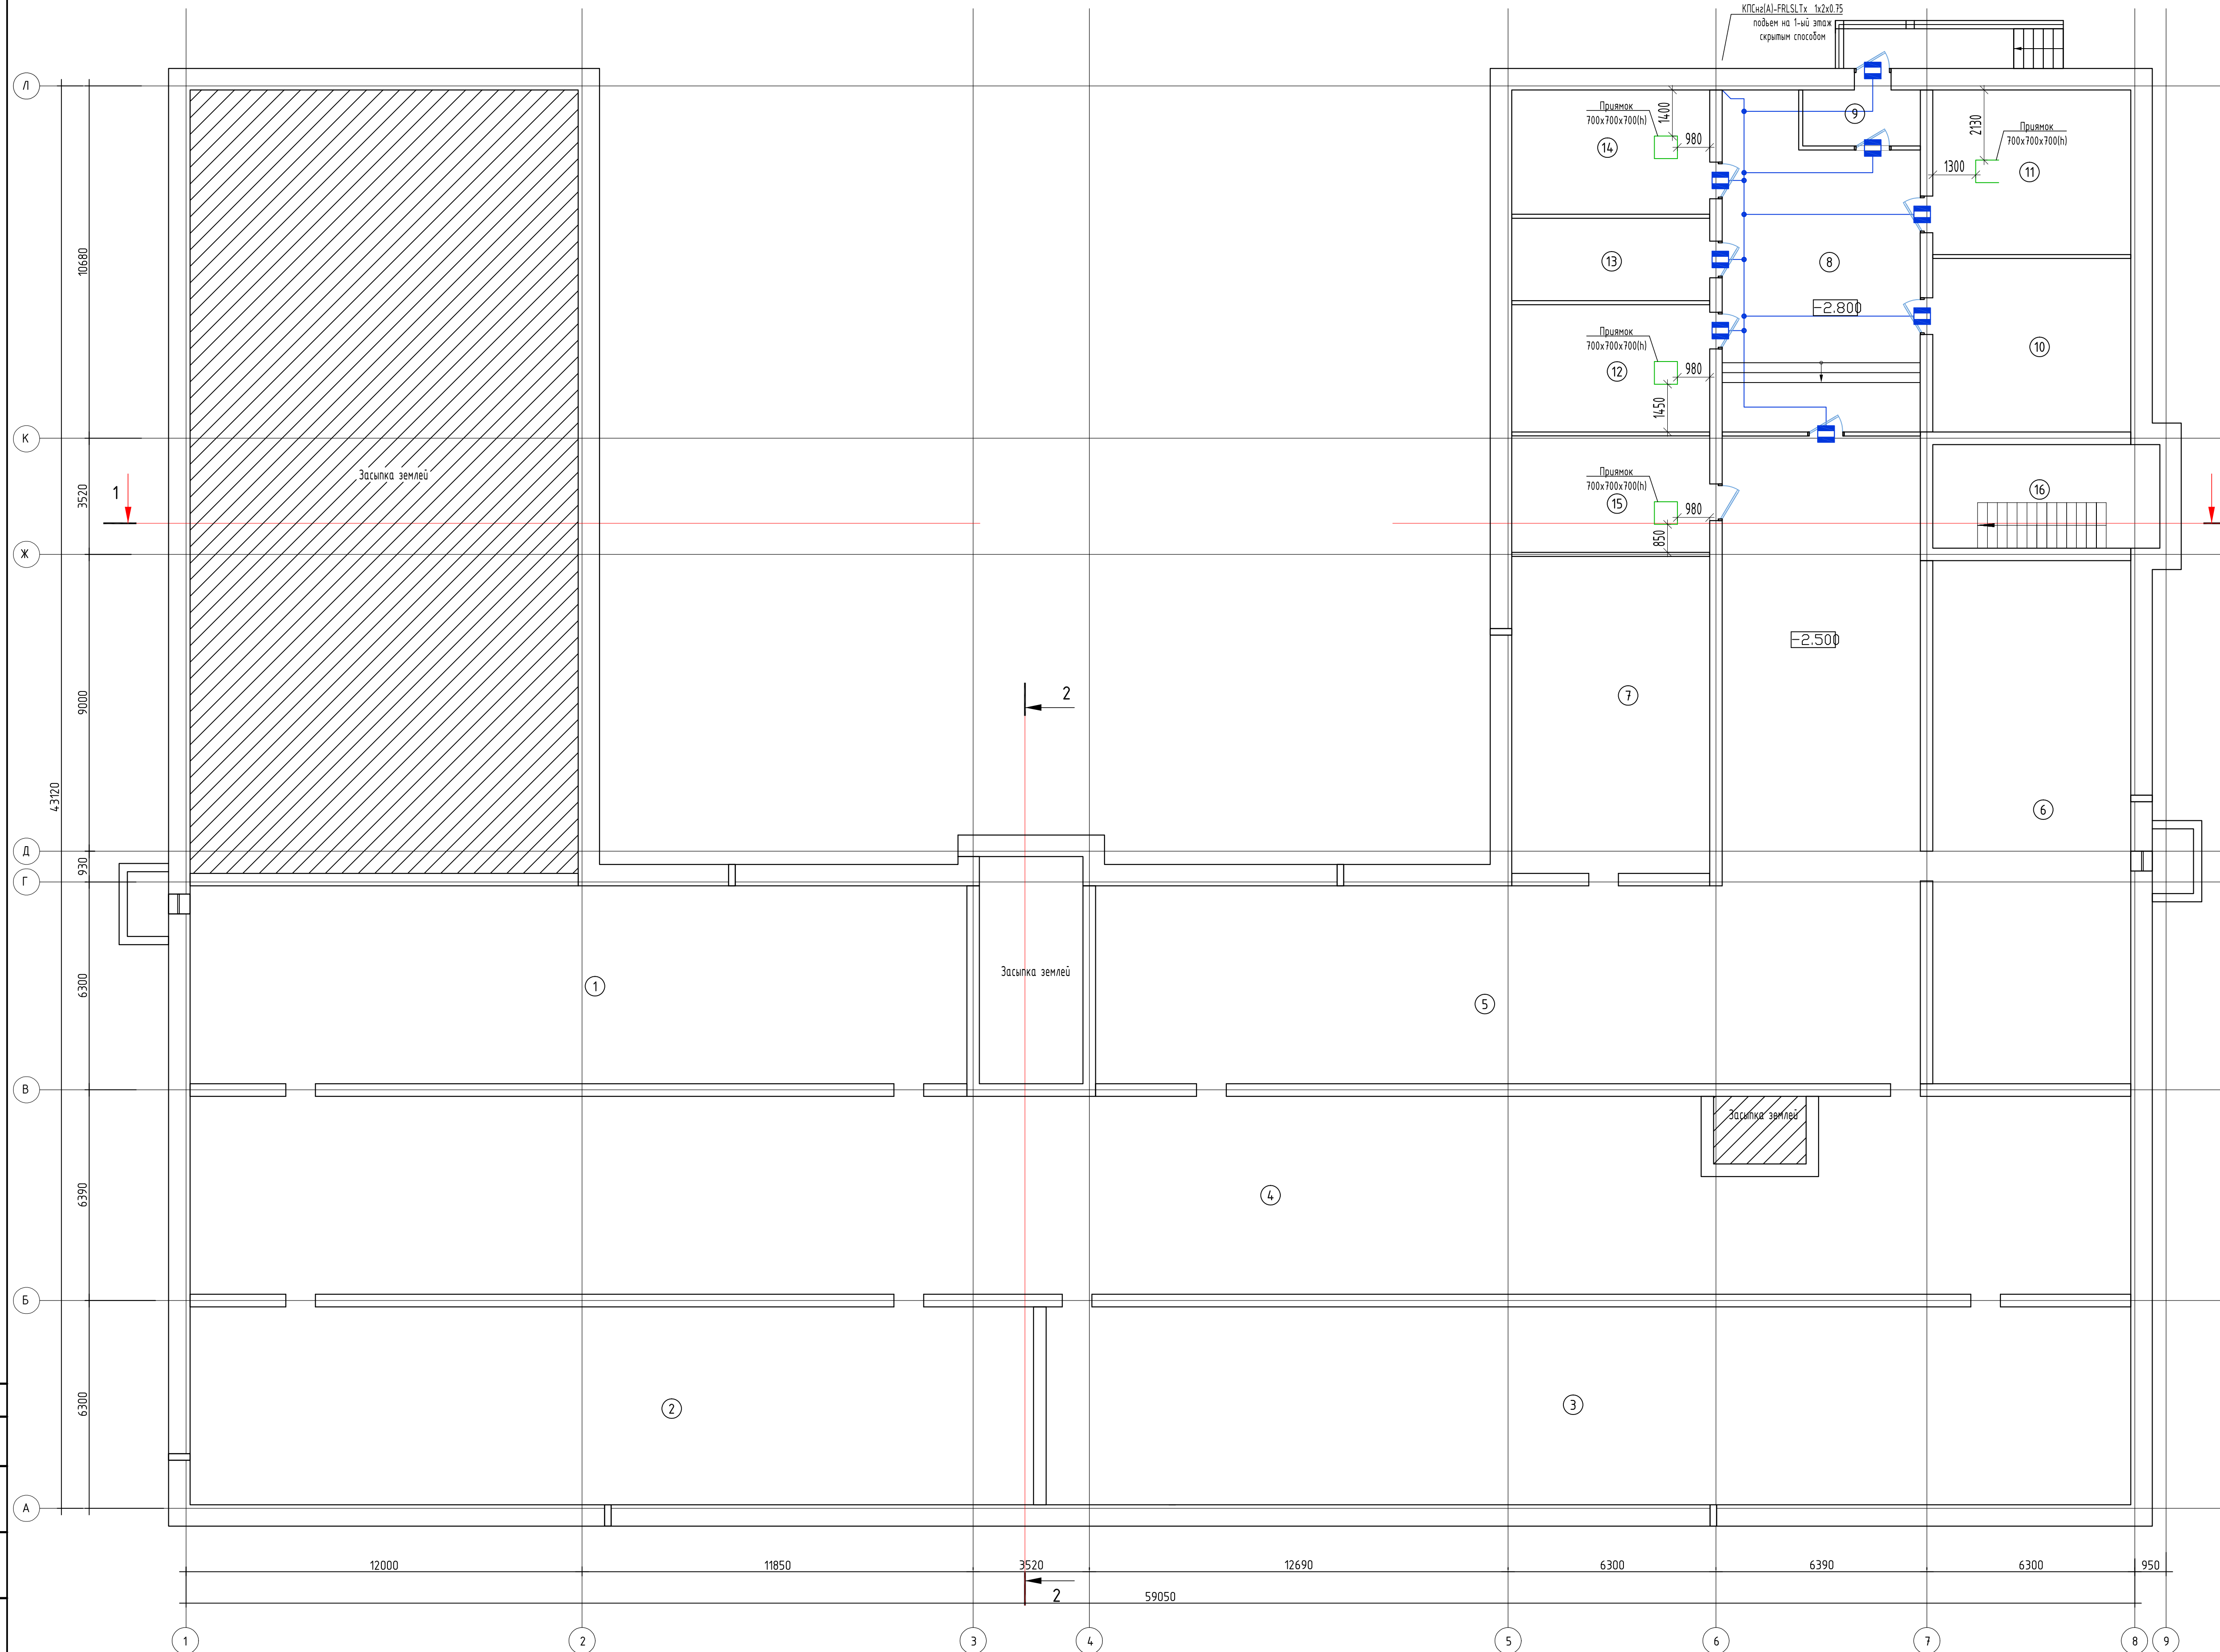 КПСнг(А)-FRLSLTx 1x2x0.75
подъем на 1-ый этаж
скрытым способом
Л
Приямок
700х700х700(h)
1400
980
14
9
2130
Приямок
700х700х700(h)
1300
11
10680
13
8
-2.800
Приямок
700х700х700(h)
12
980
1450
10
К
Засыпка землей
1
3520
Приямок
700х700х700(h)
15
980
850
16
Ж
-2.500
9000
2
7
43120
6
Д
930
Г
6300
1
Засыпка землей
5
В
Засыпка землей
6390
4
Б
6300
2
3
А
12000
11850
3520
12690
6300
6390
6300
950
2
59050
1
2
3
4
5
6
7
8
9